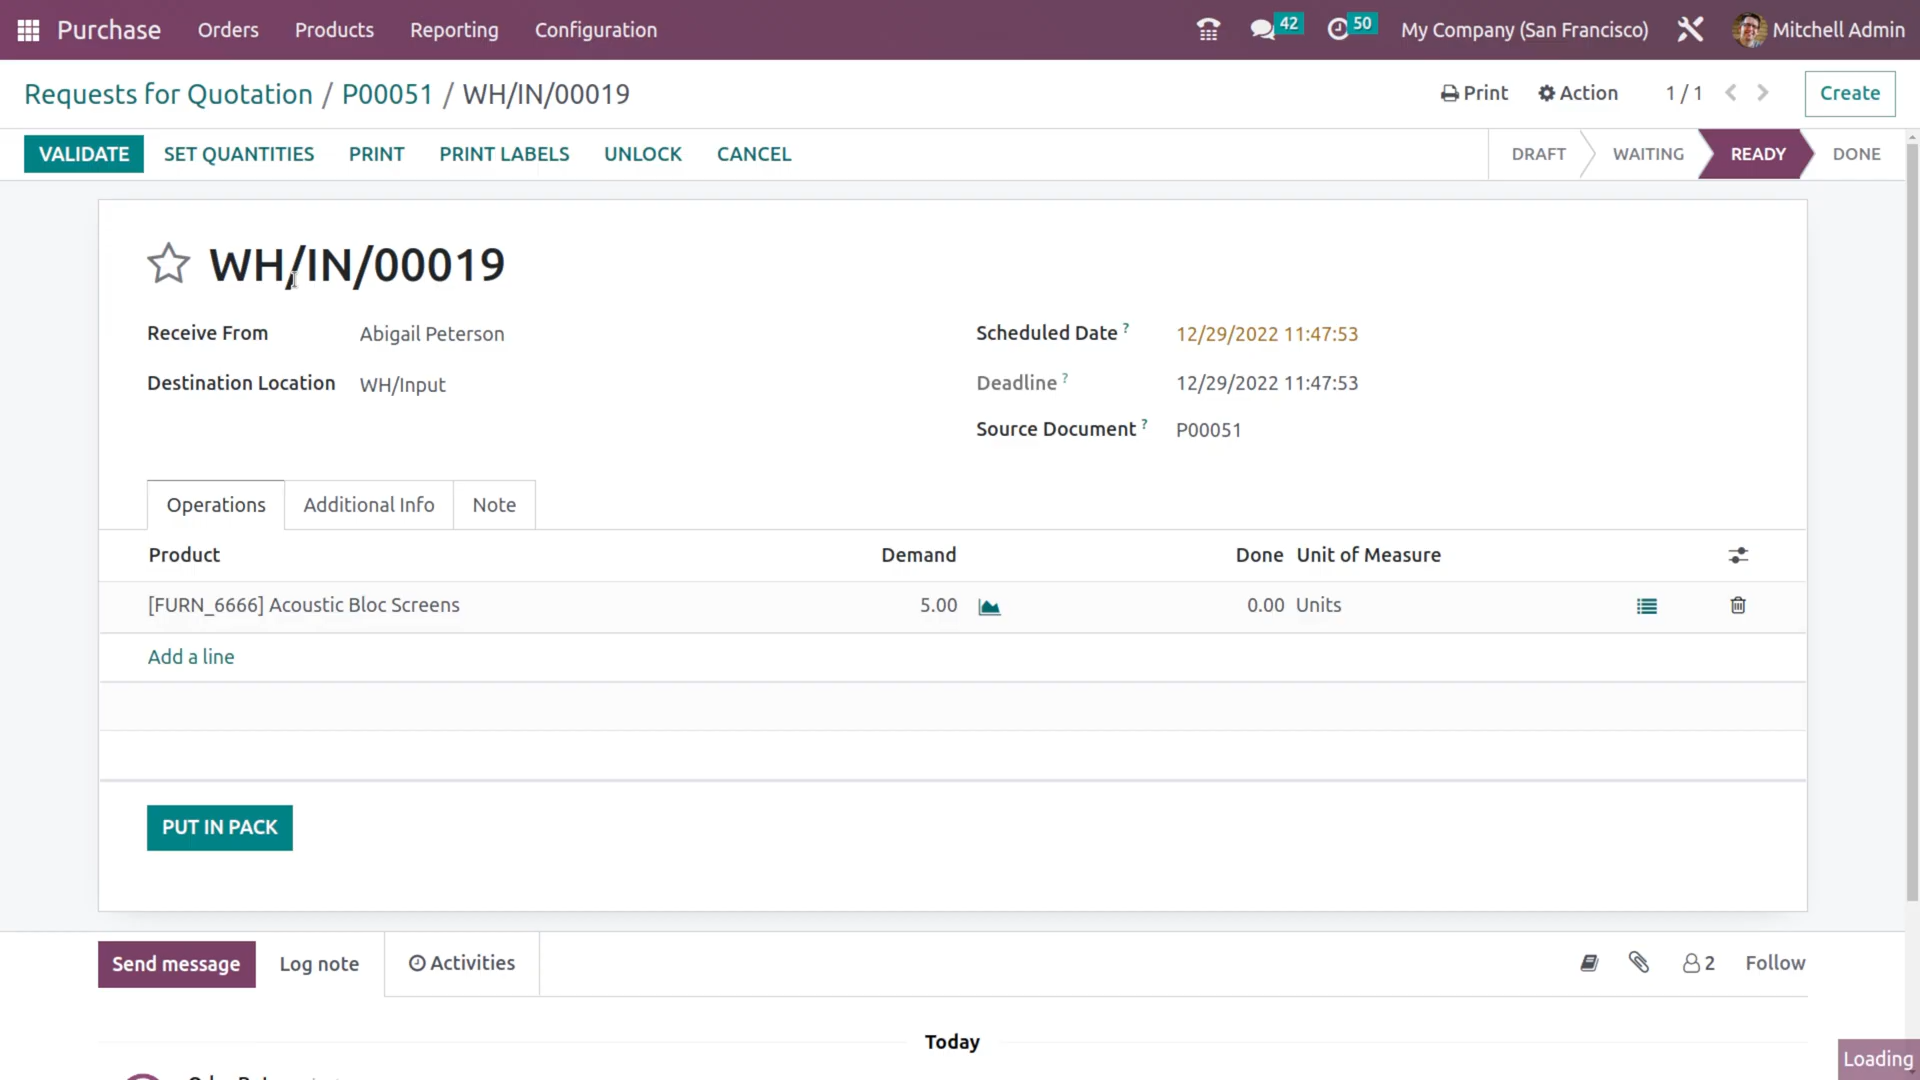 Purchase Orders Products Reporting Configuration 42 50 My Company (San Francisco) Mitchell Admin
Requests for Quotation / P00051 / WH/IN/00019 Print Action 1 / 1 Create
VALIDATE SET QUANTITIES PRINT PRINT LABELS UNLOCK CANCEL DRAFT WAITING READY DONE
WH/IN/00019
Receive From Abigail Peterson Scheduled Date ? 12/29/2022 11:47:53
Destination Location WH/Input Deadline ? 12/29/2022 11:47:53
Source Document ? P00051
Operations Additional Info Note
Product Demand Done Unit of Measure
[FURN_6666] Acoustic Bloc Screens 5.00 0.00 Units
Add a line
PUT IN PACK
Send message Log note Activities 2 Follow
Today
Loading